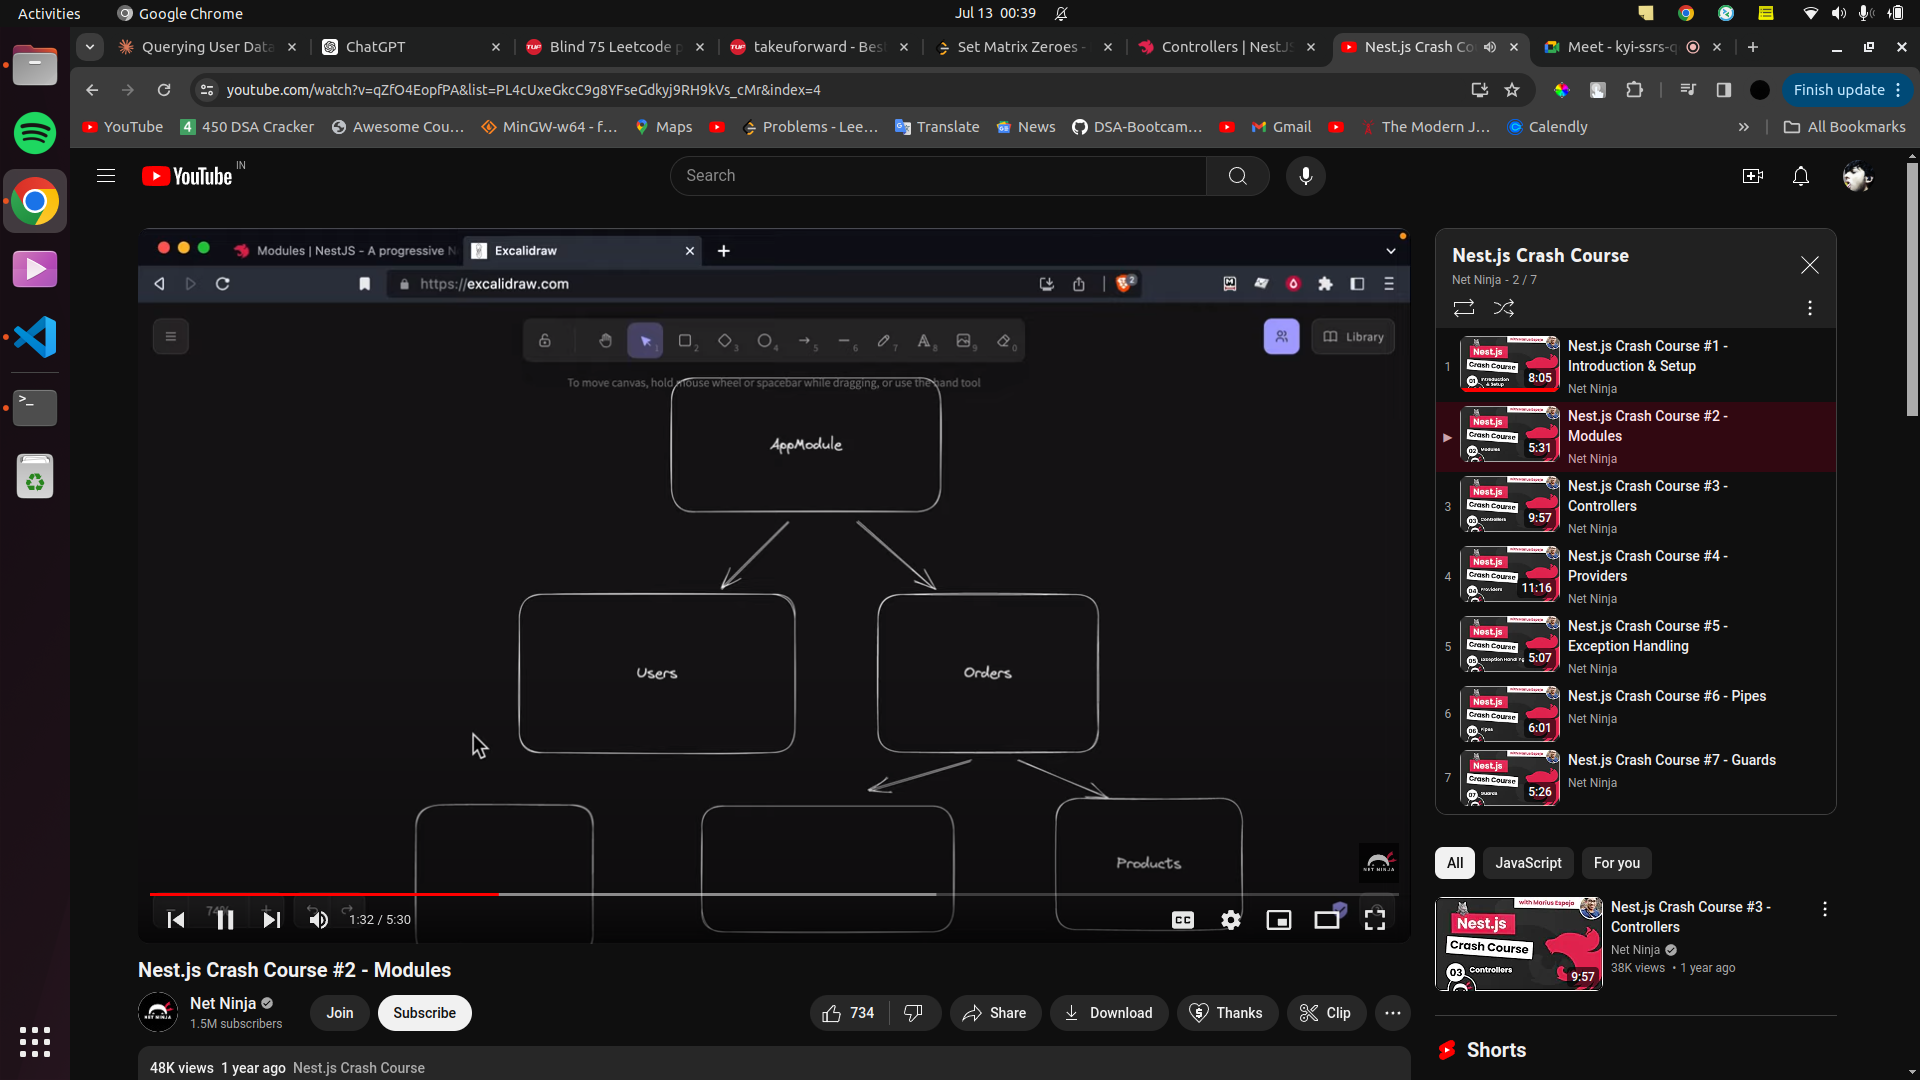 Activities
Google Chrome
Jul 13 00:39
Querying User Data
ChatGPT
Blind 75 Leetcode p
takeuforward - Bes
Set Matrix Zeroes -
Controllers | NestJS
Nest.js Crash Co
Meet - kyi-ssrs-q
youtube.com/watch?v=qZfO4EopfPA&list=PL4cUxeGkcC9g8YFseGdkyj9RH9kVs_cMr&index=4
Finish update
YouTube
450 DSA Cracker
Awesome Cou...
MinGW-w64 - f...
Maps
Problems - Lee...
Translate
News
DSA-Bootcam...
Gmail
The Modern J...
Calendly
All Bookmarks
YouTube IN
Search
Modules | NestJS - A progressive N
Excalidraw
https://excalidraw.com
Library
To move canvas, hold mouse wheel or spacebar while dragging, or use the hand tool
AppModule
Users
Orders
Products
1:32 / 5:30
CC
Nest.js Crash Course #2 - Modules
Net Ninja
1.5M subscribers
Join
Subscribe
734
Share
Download
Thanks
Clip
48K views 1 year ago Nest.js Crash Course
Nest.js Crash Course
Net Ninja - 2 / 7
1
8:05
Nest.js Crash Course #1 -
Introduction & Setup
Net Ninja
5:31
Nest.js Crash Course #2 -
Modules
Net Ninja
3
9:57
Nest.js Crash Course #3 -
Controllers
Net Ninja
4
11:16
Nest.js Crash Course #4 -
Providers
Net Ninja
5
5:07
Nest.js Crash Course #5 -
Exception Handling
Net Ninja
6
6:01
Nest.js Crash Course #6 - Pipes
Net Ninja
7
5:26
Nest.js Crash Course #7 - Guards
Net Ninja
All
JavaScript
For you
with Marius Espejo
Nest.js
Crash Course
03 Controllers
9:57
Nest.js Crash Course #3 -
Controllers
Net Ninja
38K views • 1 year ago
Shorts